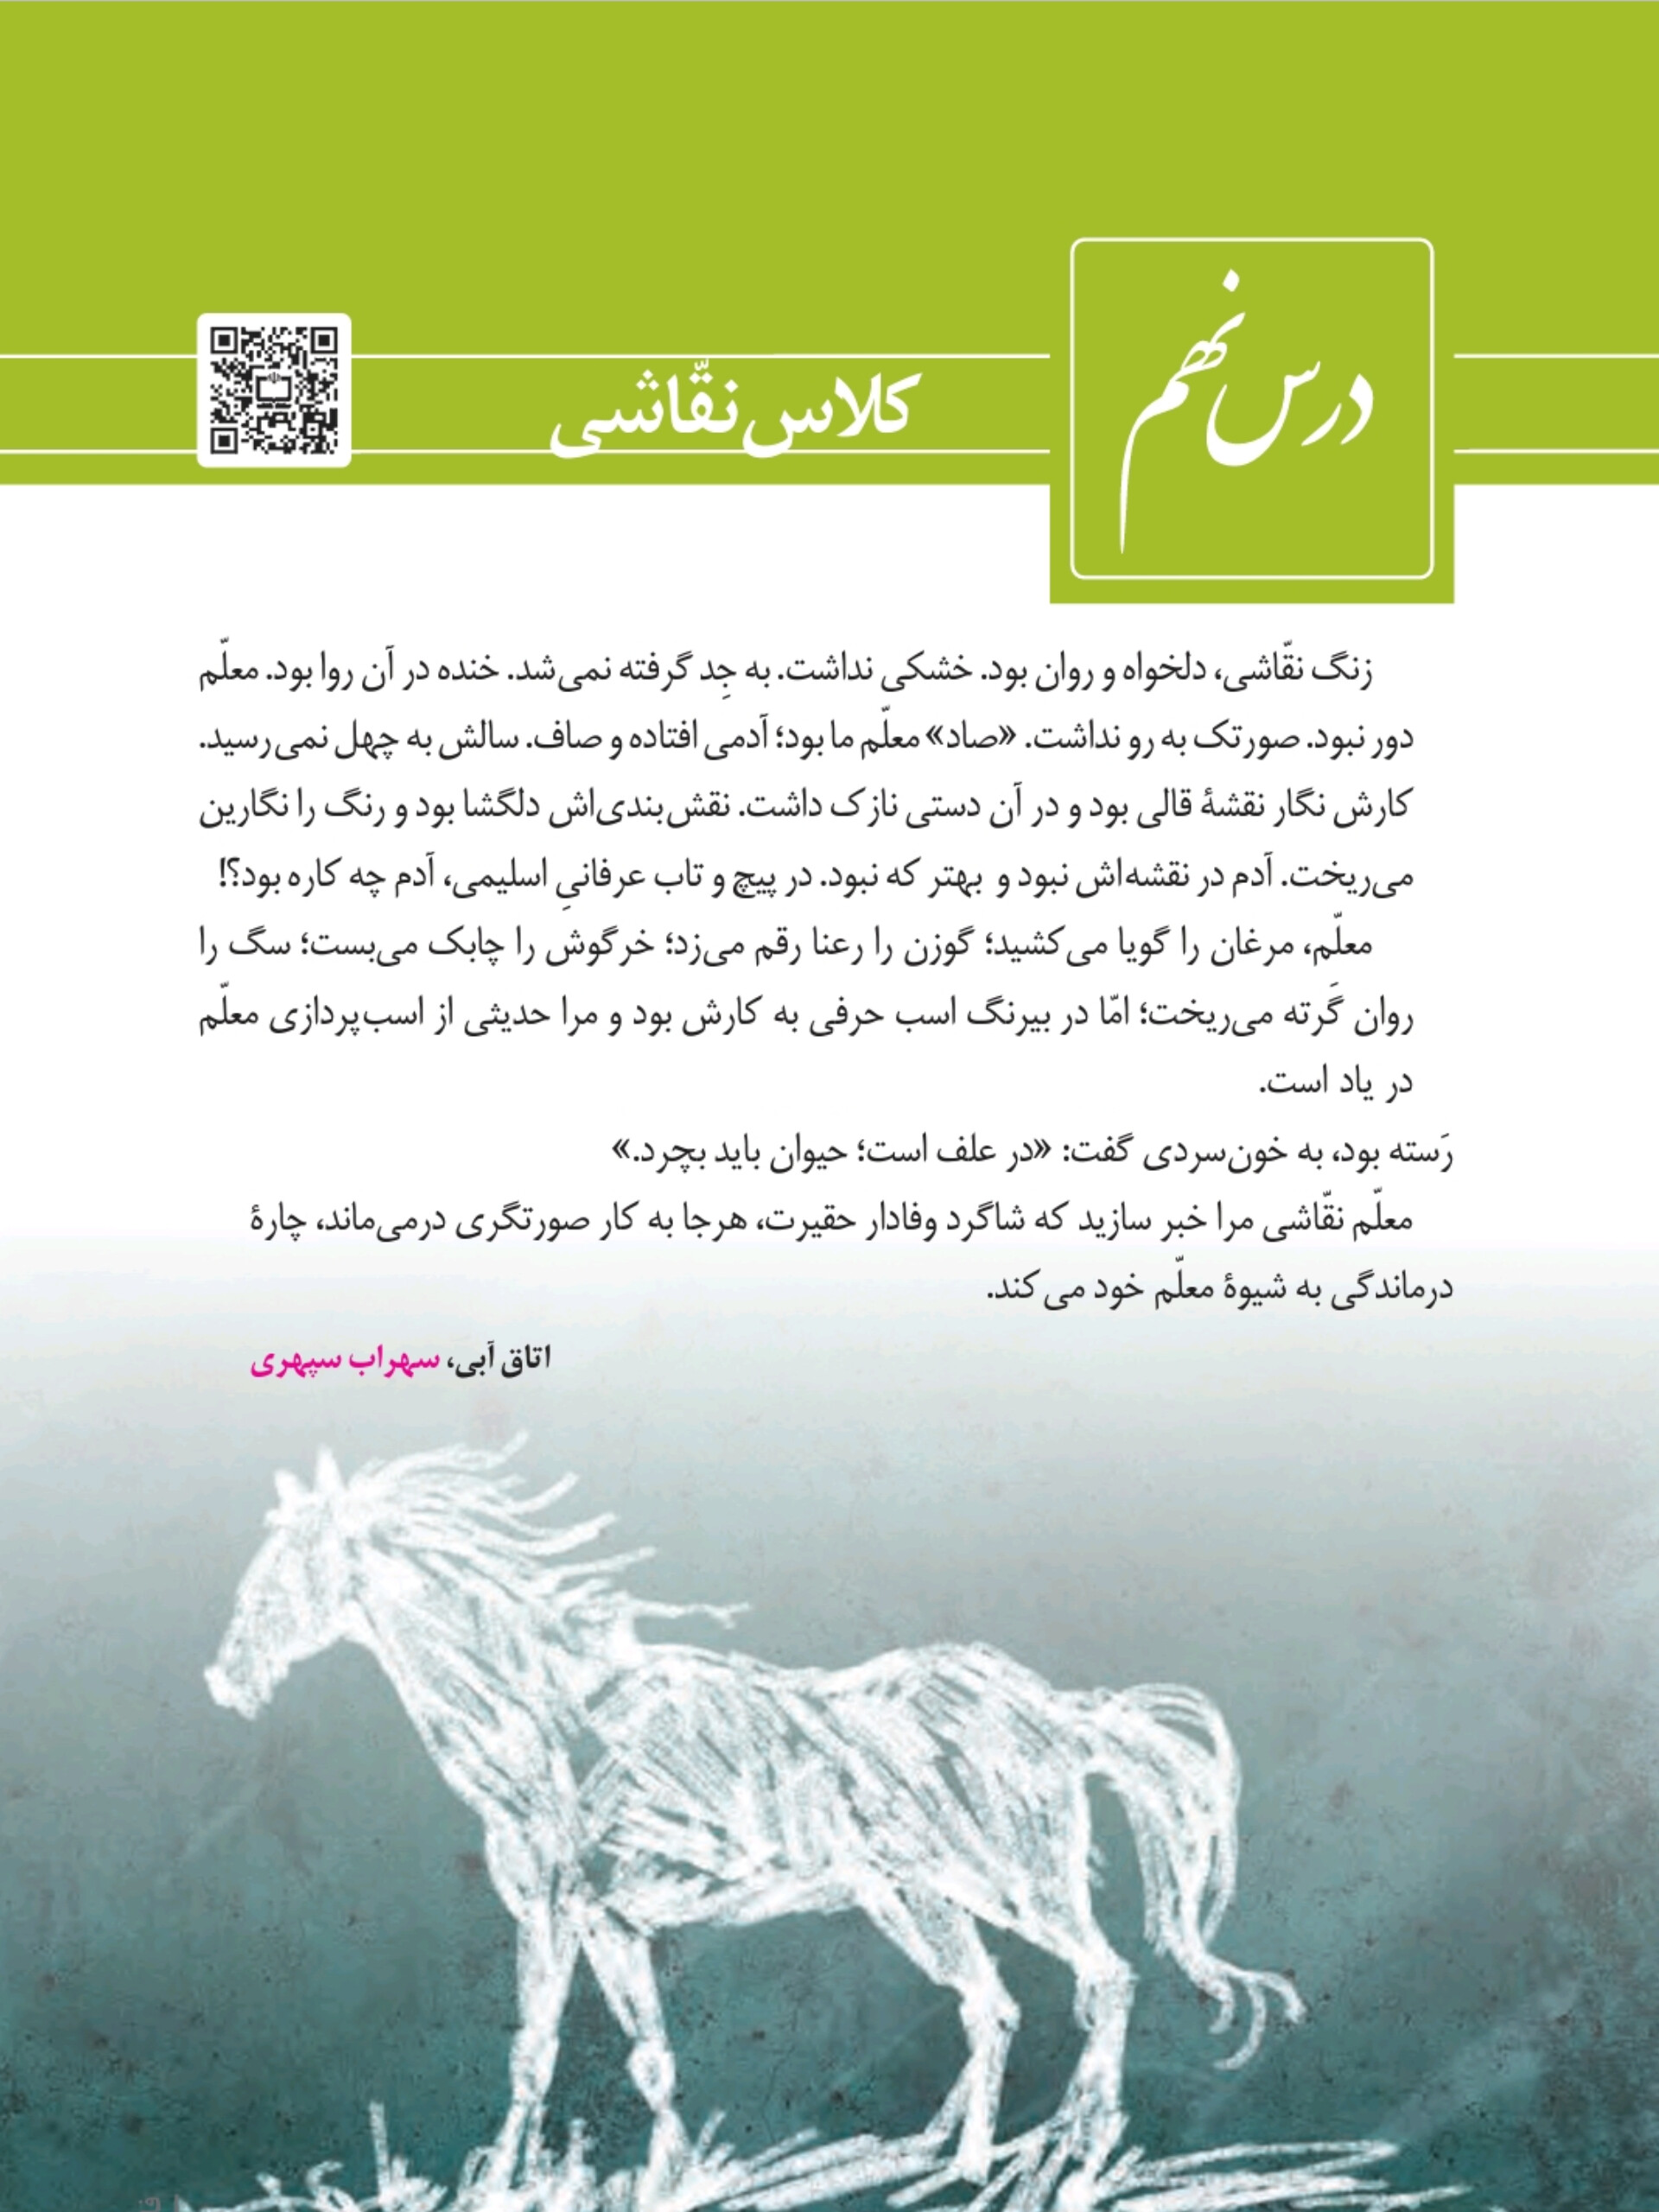 درس نهم
کلاس نقّاشی
زنگ نقّاشی، دلخواه و روان بود. خشکی نداشت. به جِد گرفته نمی‌شد. خنده در آن روا بود. معلّم
دور نبود. صورتک به رو نداشت. «صاد» معلّم ما بود؛ آدمی افتاده و صاف. سالش به چهل نمی‌رسید.
کارش نگار نقشهٔ قالی بود و در آن دستی نازک داشت. نقش‌بندی‌اش دلگشا بود و رنگ را نگارین
می‌ریخت. آدم در نقشه‌اش نبود و بهتر که نبود. در پیچ و تاب عرفانیِ اسلیمی، آدم چه کاره بود؟!
معلّم، مرغان را گویا می‌کشید؛ گوزن را رعنا رقم می‌زد؛ خرگوش را چابک می‌بست؛ سگ را
روان گَرته می‌ریخت؛ امّا در بیرنگ اسب حرفی به کارش بود و مرا حدیثی از اسب‌پردازی معلّم
در یاد است.
رَسته بود، به خون‌سردی گفت: «در علف است؛ حیوان باید بچرد.»
معلّم نقّاشی مرا خبر سازید که شاگرد وفادار حقیرت، هرجا به کار صورتگری درمی‌ماند، چارهٔ
درماندگی به شیوهٔ معلّم خود می‌کند.
اتاق آبی، سهراب سپهری